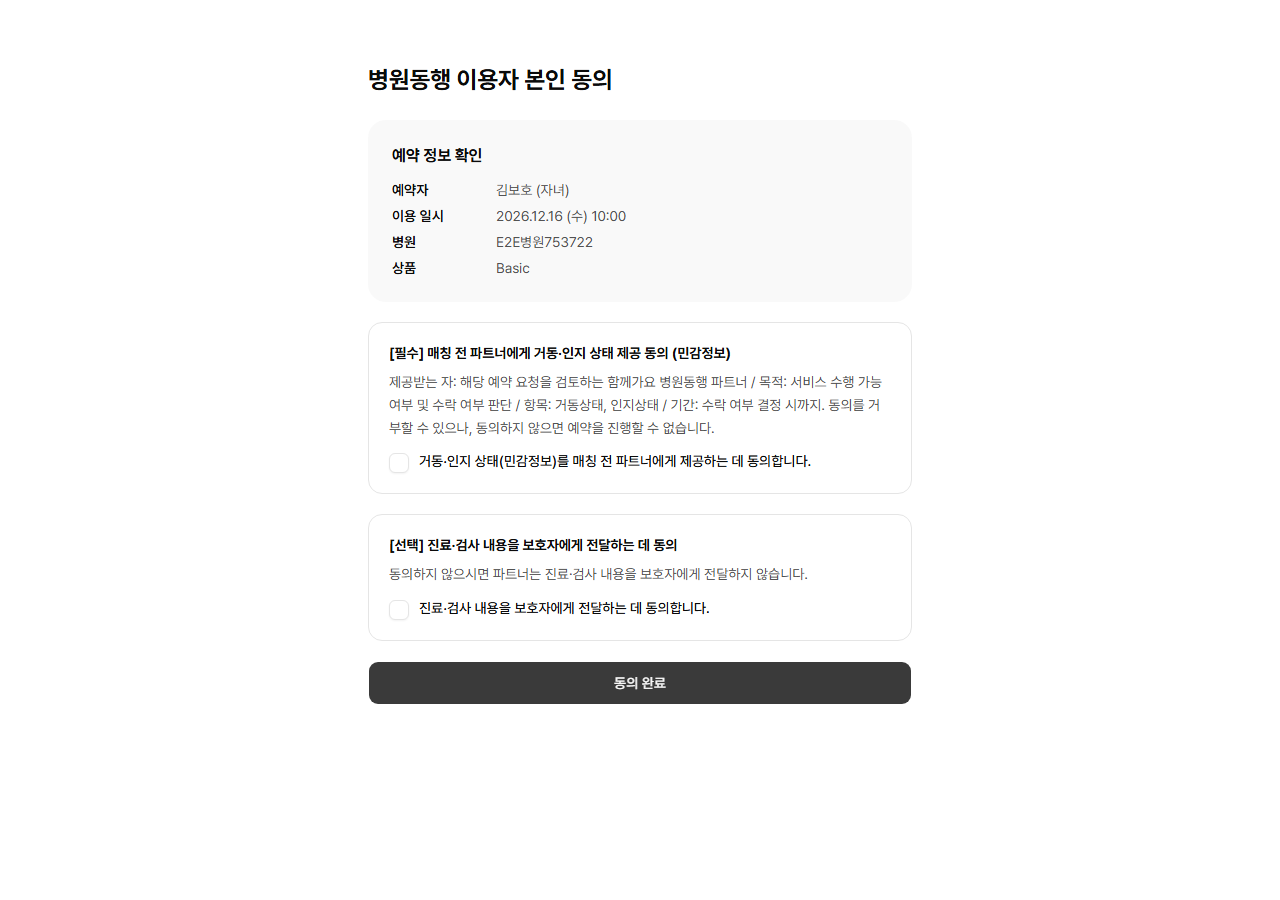 병원동행 이용자 본인 동의
예약 정보 확인
예약자 김보호 (자녀)
이용 일시 2026.12.16 (수) 10:00
병원 E2E병원753722
상품 Basic
[필수] 매칭 전 파트너에게 거동·인지 상태 제공 동의 (민감정보)
제공받는 자: 해당 예약 요청을 검토하는 함께가요 병원동행 파트너 / 목적: 서비스 수행 가능
여부 및 수락 여부 판단 / 항목: 거동상태, 인지상태 / 기간: 수락 여부 결정 시까지. 동의를 거
부할 수 있으나, 동의하지 않으면 예약을 진행할 수 없습니다.
거동·인지 상태(민감정보)를 매칭 전 파트너에게 제공하는 데 동의합니다.
[선택] 진료·검사 내용을 보호자에게 전달하는 데 동의
동의하지 않으시면 파트너는 진료·검사 내용을 보호자에게 전달하지 않습니다.
진료·검사 내용을 보호자에게 전달하는 데 동의합니다.
동의 완료